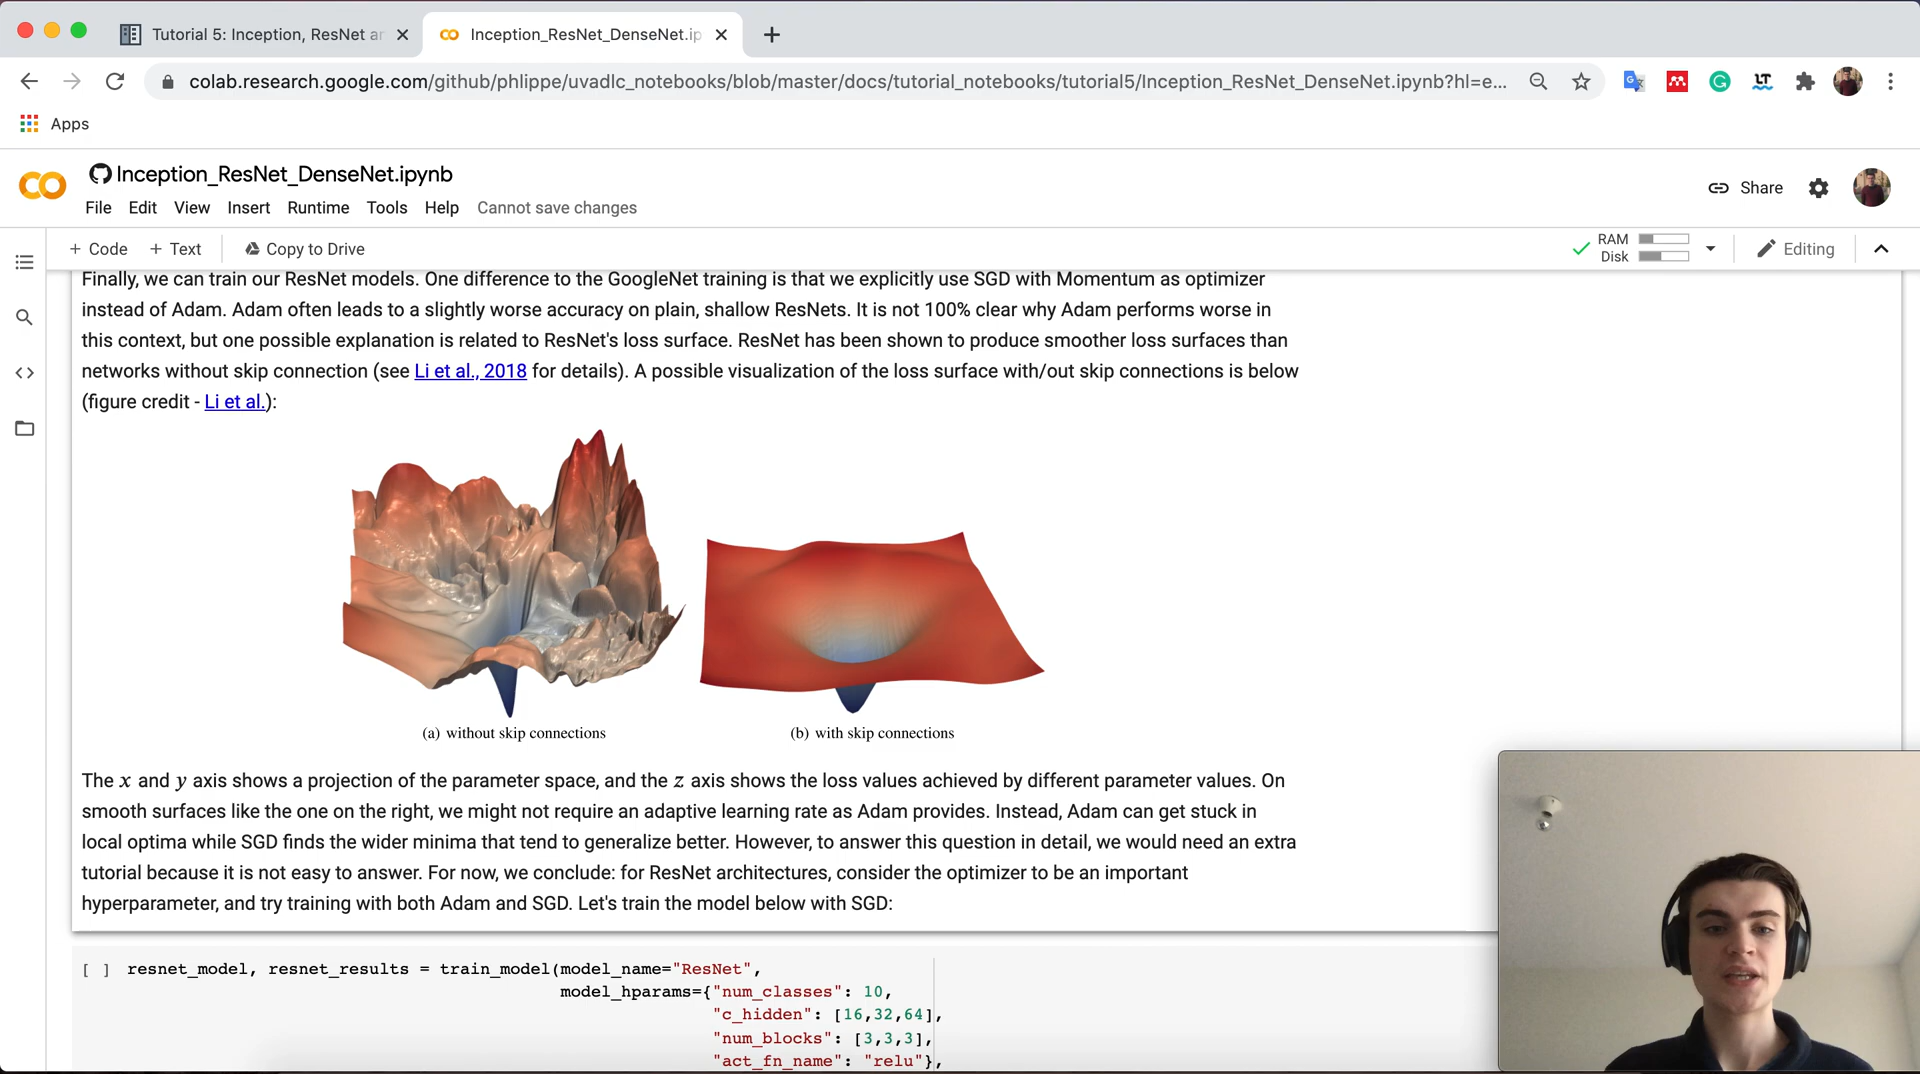 Tutorial 5: Inception, ResNet an
Inception_ResNet_DenseNet.ip
colab.research.google.com/github/phlippe/uvadlc_notebooks/blob/master/docs/tutorial_notebooks/tutorial5/Inception_ResNet_DenseNet.ipynb?hl=e...
LT
Apps
Inception_ResNet_DenseNet.ipynb
Share
File Edit View Insert Runtime Tools Help Cannot save changes
+ Code + Text Copy to Drive
RAM
Disk
Editing
Finally, we can train our ResNet models. One difference to the GoogleNet training is that we explicitly use SGD with Momentum as optimizer
instead of Adam. Adam often leads to a slightly worse accuracy on plain, shallow ResNets. It is not 100% clear why Adam performs worse in
this context, but one possible explanation is related to ResNet's loss surface. ResNet has been shown to produce smoother loss surfaces than
networks without skip connection (see Li et al., 2018 for details). A possible visualization of the loss surface with/out skip connections is below
(figure credit - Li et al.):
(a) without skip connections
(b) with skip connections
The x and y axis shows a projection of the parameter space, and the z axis shows the loss values achieved by different parameter values. On
smooth surfaces like the one on the right, we might not require an adaptive learning rate as Adam provides. Instead, Adam can get stuck in
local optima while SGD finds the wider minima that tend to generalize better. However, to answer this question in detail, we would need an extra
tutorial because it is not easy to answer. For now, we conclude: for ResNet architectures, consider the optimizer to be an important
hyperparameter, and try training with both Adam and SGD. Let's train the model below with SGD:
[ ] resnet_model, resnet_results = train_model(model_name="ResNet",
model_hparams={"num_classes": 10,
"c_hidden": [16,32,64],
"num_blocks": [3,3,3],
"act_fn_name": "relu"},